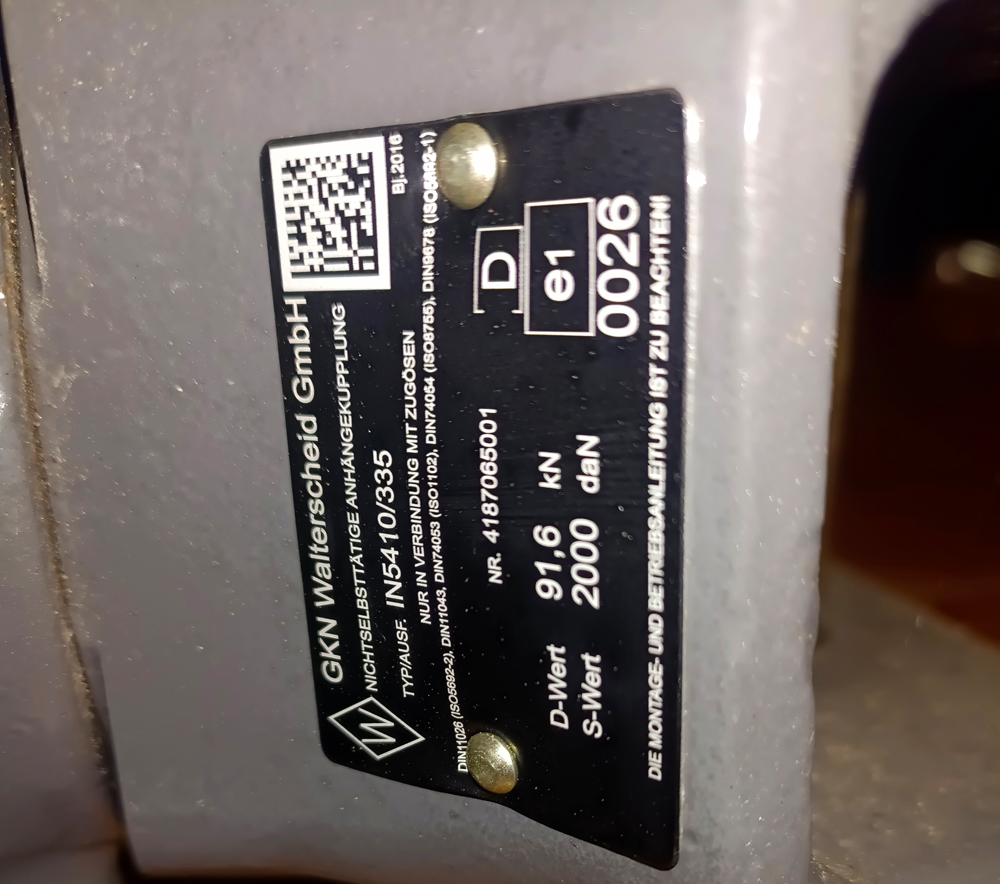 GKN Walterscheid GmbH
NICHTSELBSTTÄTIGE ANHÄNGEKUPPLUNG
TYP/AUSF. IN5410/335
Bj.2016
NUR IN VERBINDUNG MIT ZUGÖSEN
DIN11026 (ISO5692-2), DIN11043, DIN74053 (ISO1102), DIN74054 (ISO8755), DIN9678 (ISO5692-1)
NR. 4187065001
D
e1
0026
D-Wert 91,6 kN
S-Wert 2000 daN
DIE MONTAGE- UND BETRIEBSANLEITUNG IST ZU BEACHTEN!
W